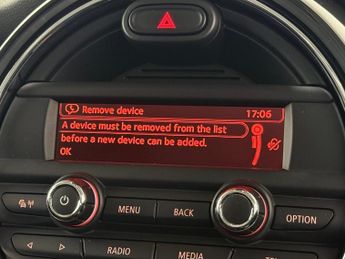 Remove device 17:06
A device must be removed from the list
before a new device can be added.
OK
MENU BACK OPTION
RADIO MEDIA